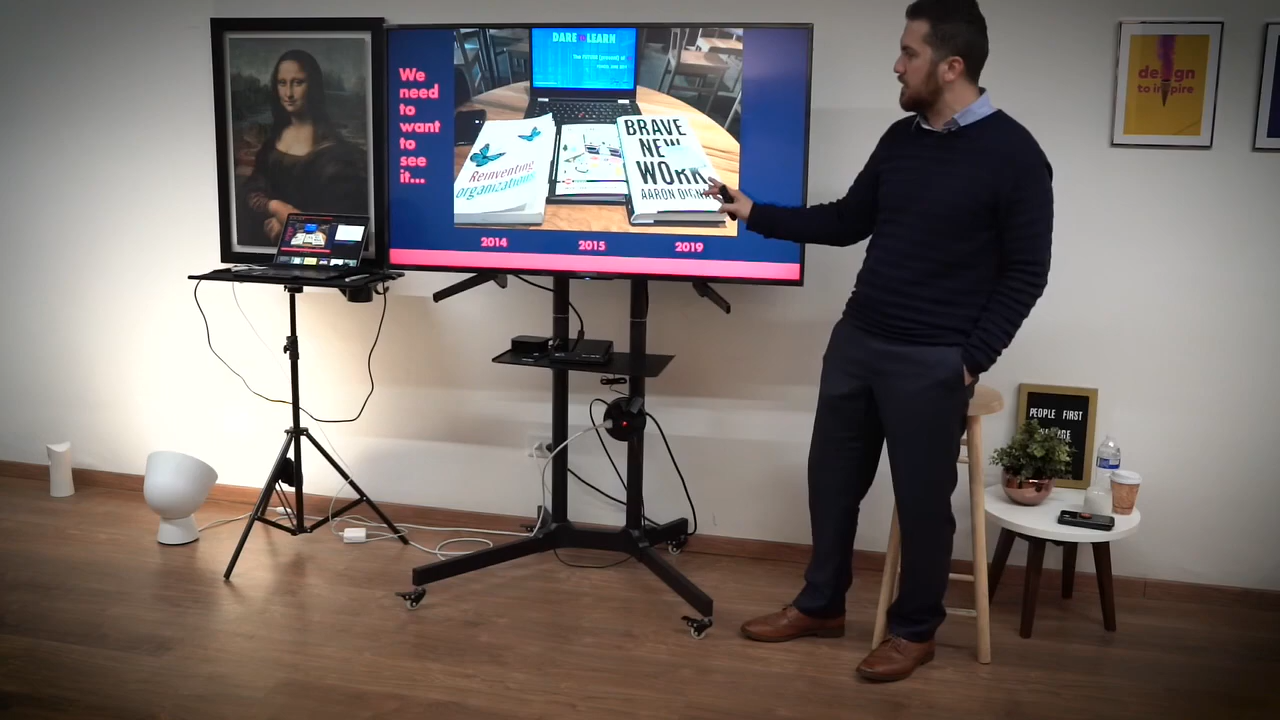 We
need
to
want
to
see
it...
DARE to LEARN
Reinventing
organizations
BRAVE
NEW
WORK
AARON
2014
2015
2019
design
to inspire
PEOPLE FIRST